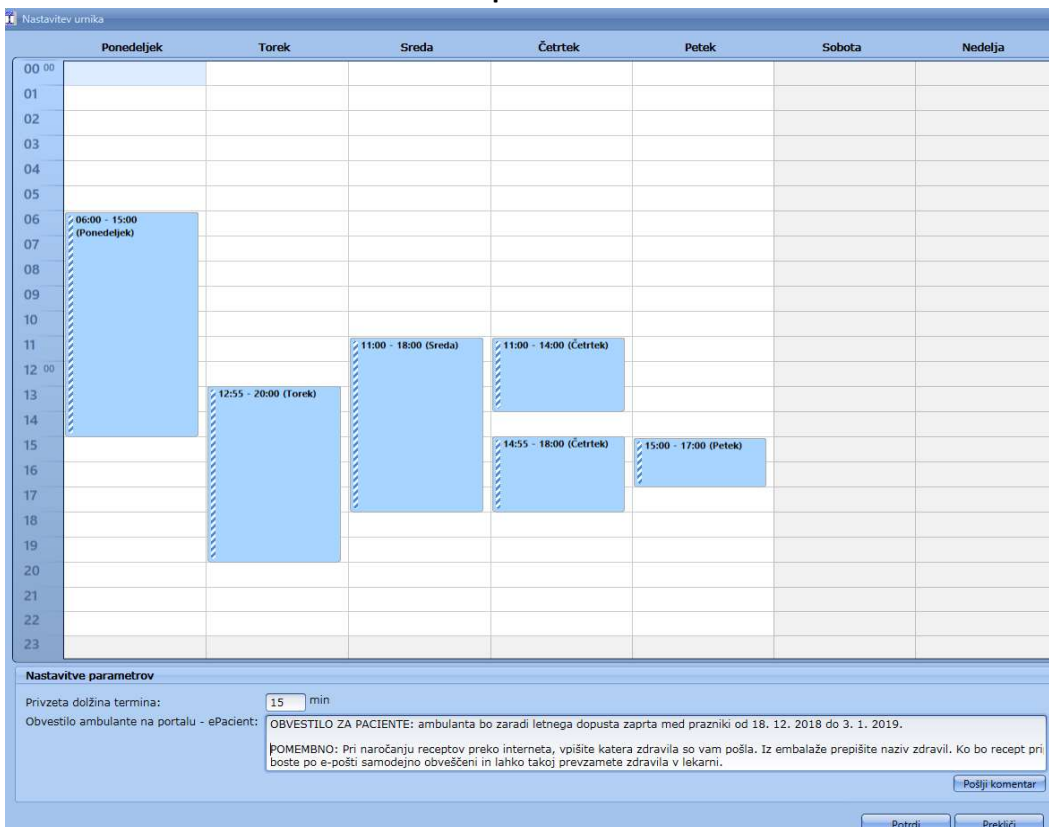 Nastavitev urnika
Ponedeljek Torek Sreda Četrtek Petek Sobota Nedelja
00 00
01
02
03
04
05
06
07
08
09
10
11
12 00
13
14
15
16
17
18
19
20
21
22
23
06:00 - 15:00
(Ponedeljek)
12:55 - 20:00 (Torek)
11:00 - 18:00 (Sreda)
11:00 - 14:00 (Četrtek)
14:55 - 18:00 (Četrtek)
15:00 - 17:00 (Petek)
Nastavitve parametrov
Privzeta dolžina termina: 15 min
Obvestilo ambulante na portalu - ePacient:
OBVESTILO ZA PACIENTE: ambulanta bo zaradi letnega dopusta zaprta med prazniki od 18. 12. 2018 do 3. 1. 2019.
POMEMBNO: Pri naročanju receptov preko interneta, vpišite katera zdravila so vam pošla. Iz embalaže prepišite naziv zdravil. Ko bo recept pri
boste po e-pošti samodejno obveščeni in lahko takoj prevzamete zdravila v lekarni.
Pošlji komentar
Potrdi Prekliči